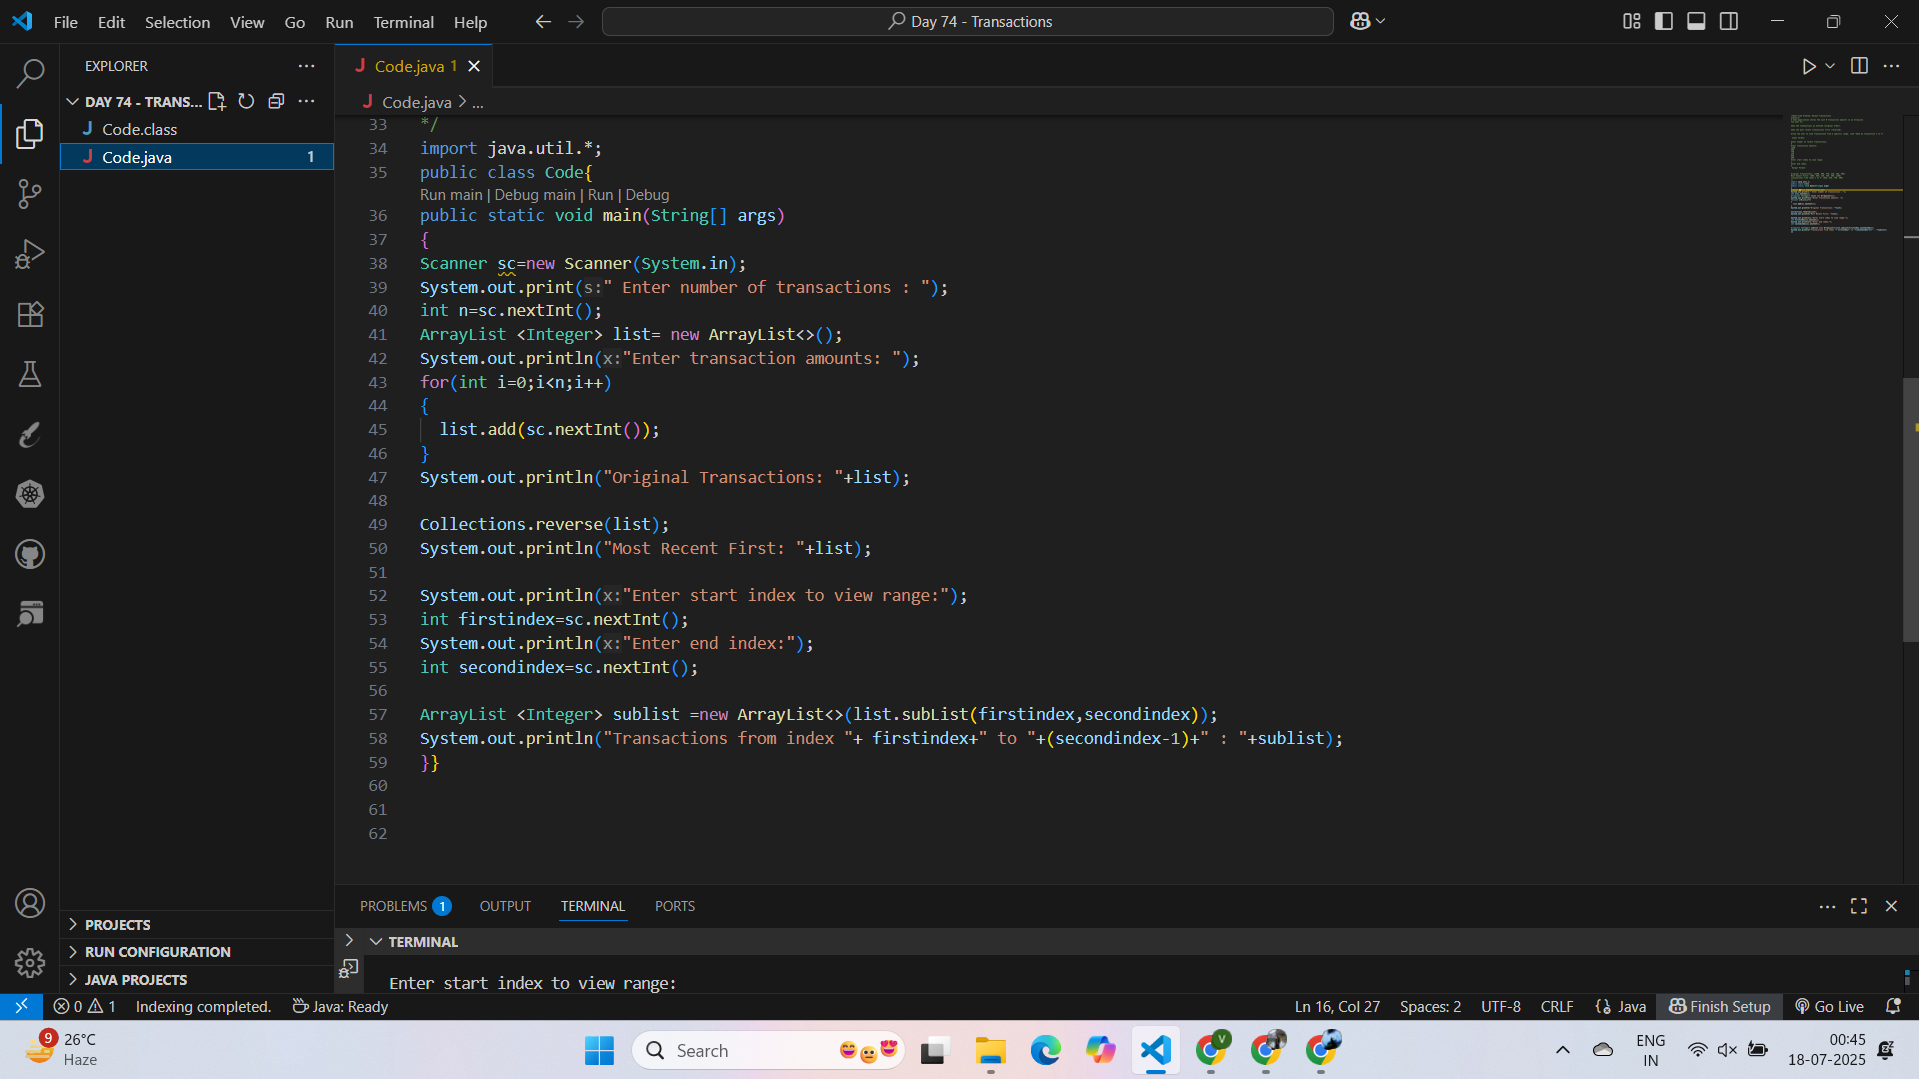 File Edit Selection View Go Run Terminal Help
Day 74 - Transactions
EXPLORER
DAY 74 - TRANS...
Code.class
Code.java 1
PROJECTS
RUN CONFIGURATION
JAVA PROJECTS
Code.java 1
Code.java > ...
33 */
34 import java.util.*;
35 public class Code{
Run main | Debug main | Run | Debug
36 public static void main(String[] args)
37 {
38 Scanner sc=new Scanner(System.in);
39 System.out.print(s:" Enter number of transactions : ");
40 int n=sc.nextInt();
41 ArrayList <Integer> list= new ArrayList<>();
42 System.out.println(x:"Enter transaction amounts: ");
43 for(int i=0;i<n;i++)
44 {
45 list.add(sc.nextInt());
46 }
47 System.out.println("Original Transactions: "+list);
48
49 Collections.reverse(list);
50 System.out.println("Most Recent First: "+list);
51
52 System.out.println(x:"Enter start index to view range:");
53 int firstindex=sc.nextInt();
54 System.out.println(x:"Enter end index:");
55 int secondindex=sc.nextInt();
56
57 ArrayList <Integer> sublist =new ArrayList<>(list.subList(firstindex,secondindex));
58 System.out.println("Transactions from index "+ firstindex+" to "+(secondindex-1)+" : "+sublist);
59 }}
60
61
62
PROBLEMS 1 OUTPUT TERMINAL PORTS
TERMINAL
Enter start index to view range:
0 1 Indexing completed. Java: Ready
Ln 16, Col 27 Spaces: 2 UTF-8 CRLF {} Java Finish Setup Go Live
9 26°C
Haze
Search
V
ENG
IN
00:45
18-07-2025